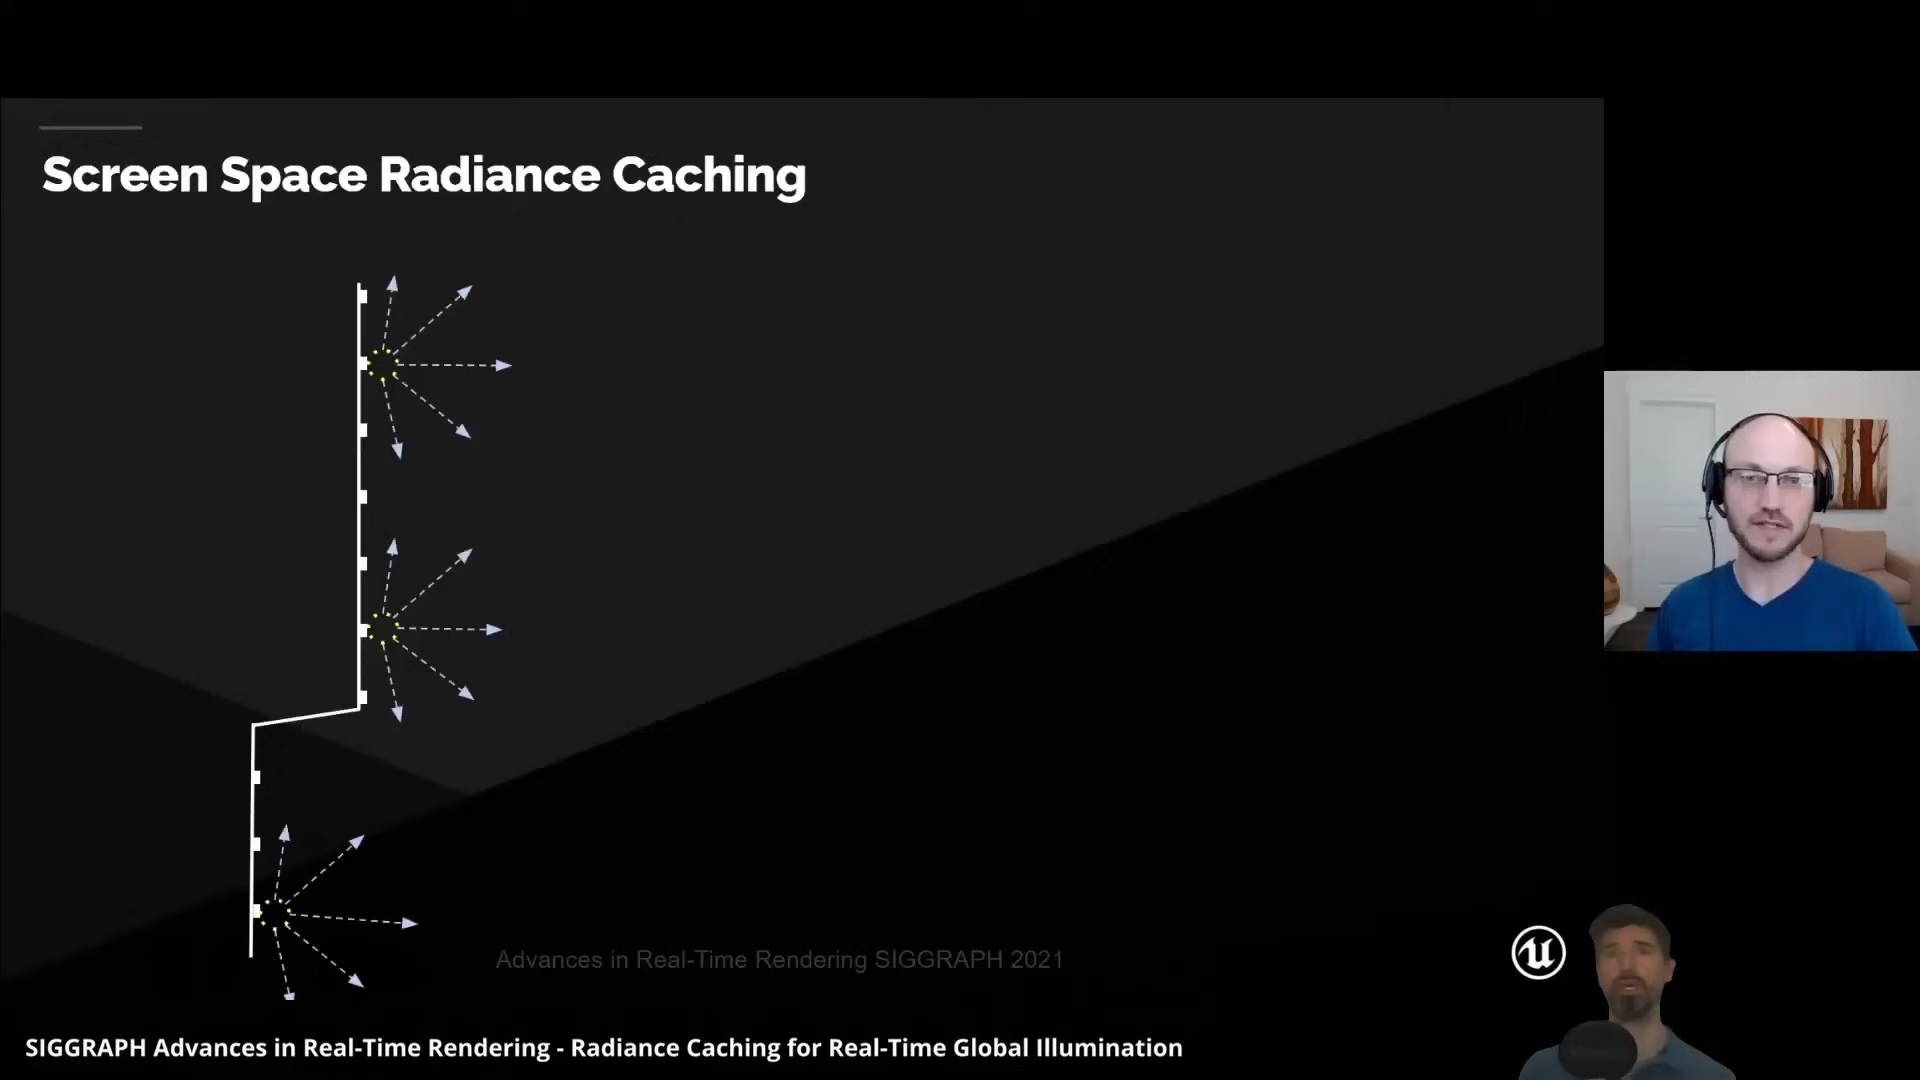 Screen Space Radiance Caching
Advances in Real-Time Rendering SIGGRAPH 2021
SIGGRAPH Advances in Real-Time Rendering - Radiance Caching for Real-Time Global Illumination